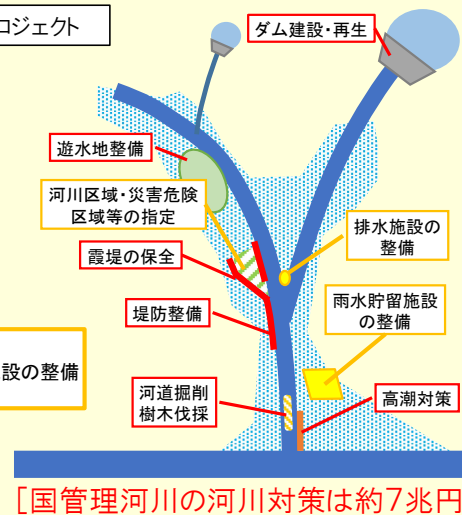 ロジェクト
ダム建設・再生
遊水地整備
河川区域・災害危険
区域等の指定
排水施設の
整備
霞堤の保全
雨水貯留施設
の整備
堤防整備
設の整備
河道掘削
樹木伐採
高潮対策
[国管理河川の河川対策は約7兆円